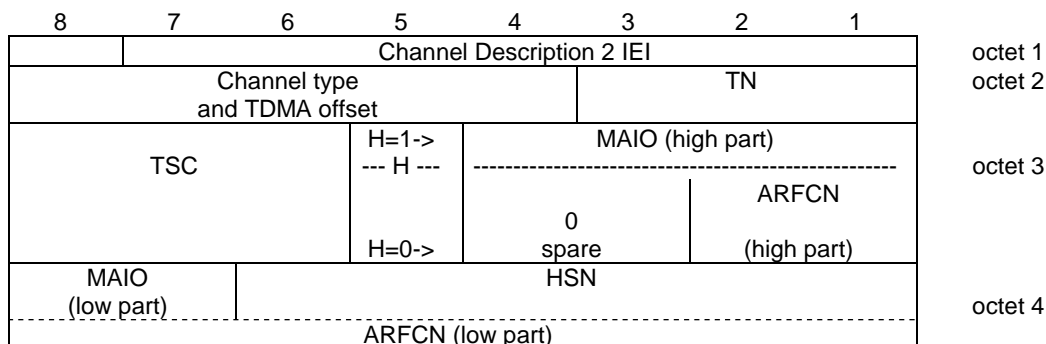 8 7 6 5 4 3 2 1
Channel Description 2 IEI octet 1
Channel type TN octet 2
and TDMA offset
H=1-> MAIO (high part)
TSC --- H --- ---------------------------------------------------- octet 3
ARFCN
0
H=0-> spare (high part)
MAIO HSN
(low part) octet 4
ARFCN (low part)